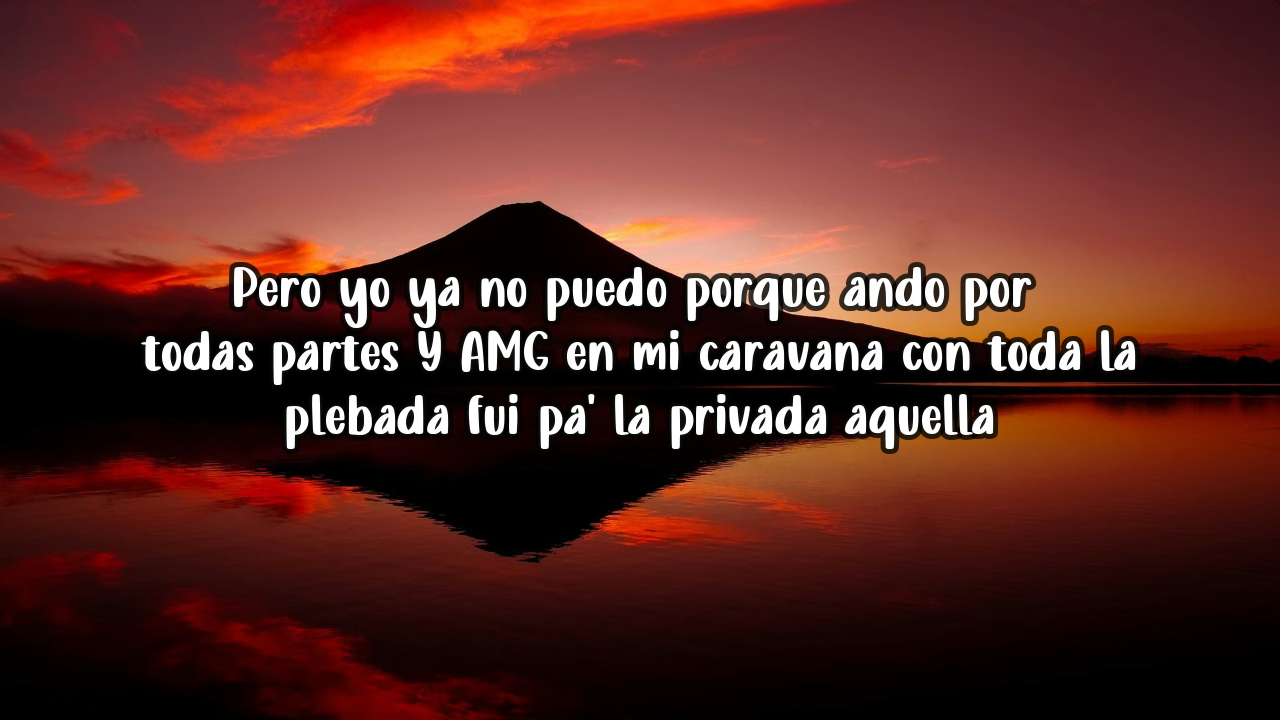 Pero yo ya no puedo porque ando por
todas partes Y AMG en mi caravana con toda la
plebada fui pa' la privada aquella